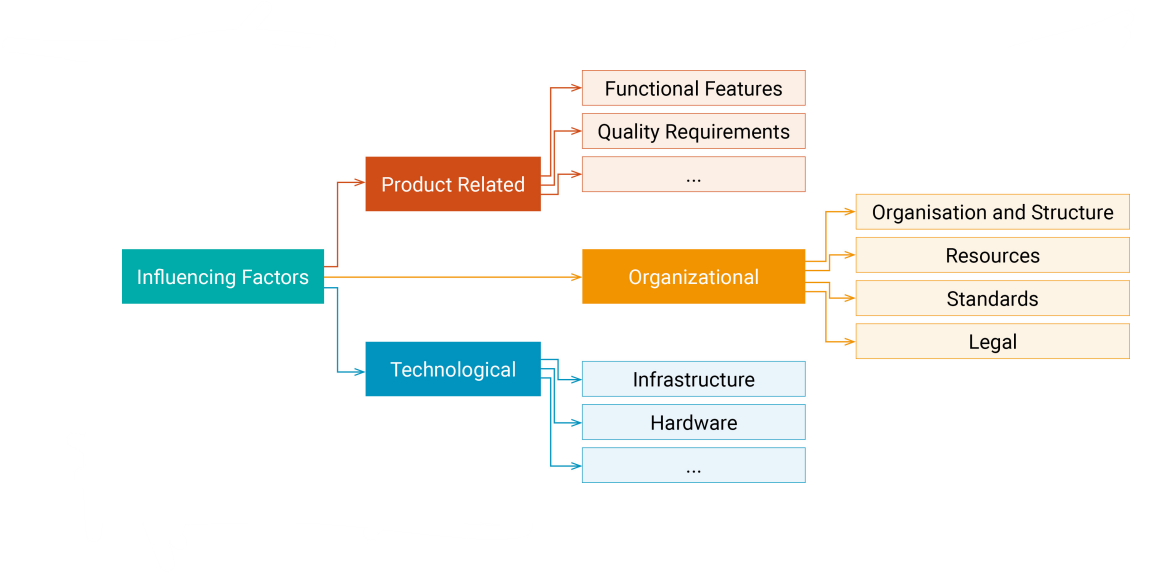 Influencing Factors
Product Related
Functional Features
Quality Requirements
...
Organizational
Organisation and Structure
Resources
Standards
Legal
Technological
Infrastructure
Hardware
...